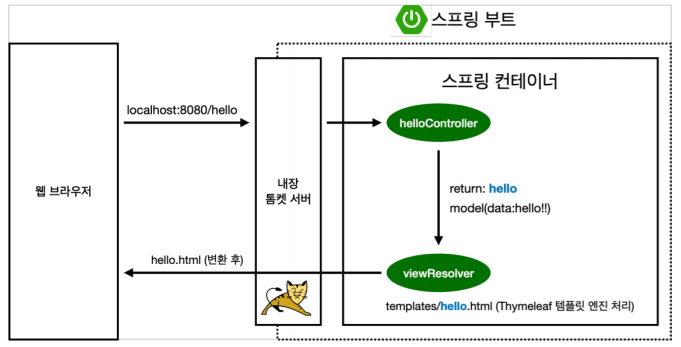 스프링 부트
스프링 컨테이너
localhost:8080/hello
helloController
웹 브라우저
내장
톰켓 서버
return: hello
model(data:hello!!)
hello.html (변환 후)
viewResolver
templates/hello.html (Thymeleaf 템플릿 엔진 처리)